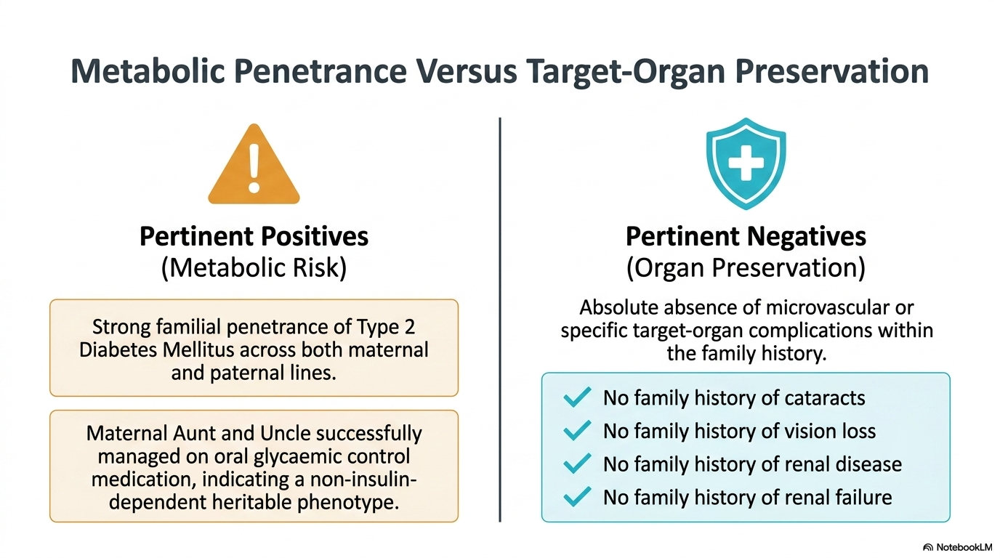 Metabolic Penetrance Versus Target-Organ Preservation
Pertinent Positives
(Metabolic Risk)
Strong familial penetrance of Type 2
Diabetes Mellitus across both maternal
and paternal lines.
Maternal Aunt and Uncle successfully
managed on oral glycaemic control
medication, indicating a non-insulin-
dependent heritable phenotype.
Pertinent Negatives
(Organ Preservation)
Absolute absence of microvascular or
specific target-organ complications within
the family history.
No family history of cataracts
No family history of vision loss
No family history of renal disease
No family history of renal failure
NotebookLM